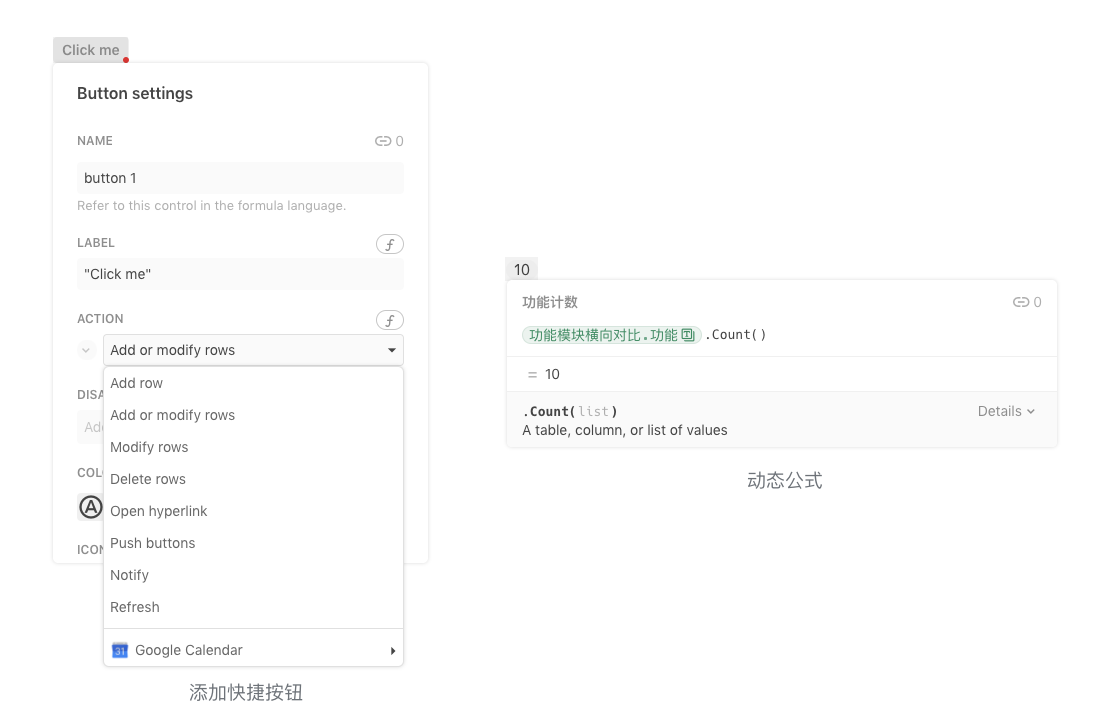 Click me
Button settings
NAME
0
button 1
Refer to this control in the formula language.
LABEL
"Click me"
ACTION
Add or modify rows
Add row
DISA
Add or modify rows
Ad
Modify rows
COL
Delete rows
Open hyperlink
Push buttons
ICON
Notify
Refresh
31 Google Calendar
添加快捷按钮
10
功能计数
0
功能模块横向对比.功能 .Count()
= 10
.Count(list)
Details
A table, column, or list of values
动态公式